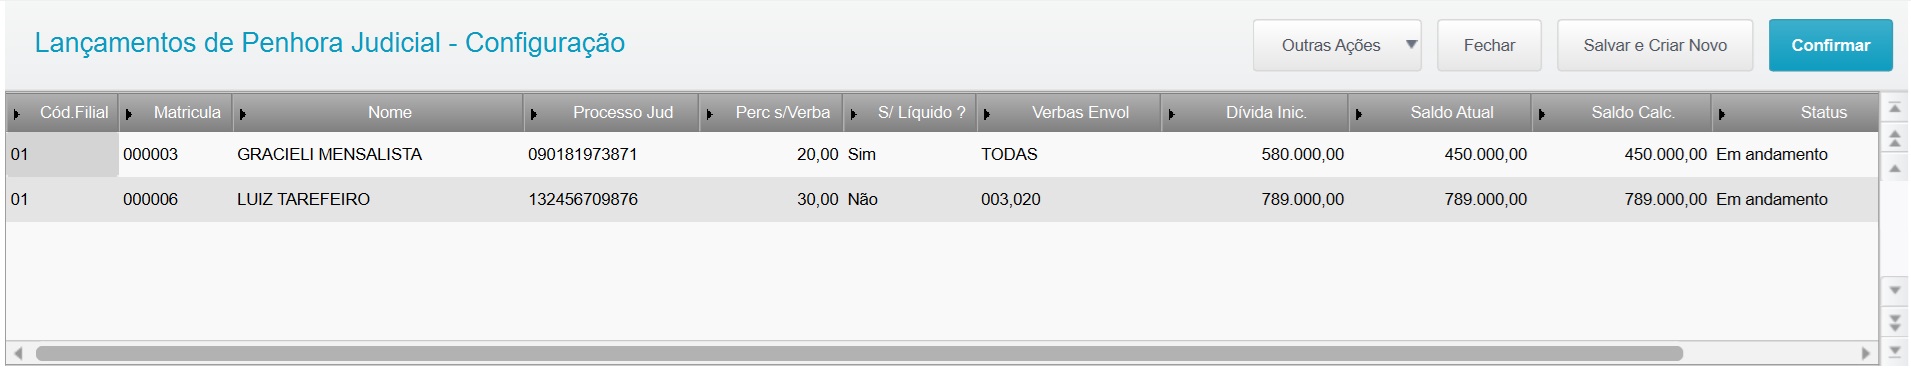 Lançamentos de Penhora Judicial - Configuração
Outras Ações Fechar Salvar e Criar Novo Confirmar
Cód.Filial Matricula Nome Processo Jud Perc s/Verba S/ Líquido ? Verbas Envol Dívida Inic. Saldo Atual Saldo Calc. Status
01 000003 GRACIELI MENSALISTA 090181973871 20,00 Sim TODAS 580.000,00 450.000,00 450.000,00 Em andamento
01 000006 LUIZ TAREFEIRO 132456709876 30,00 Não 003,020 789.000,00 789.000,00 789.000,00 Em andamento